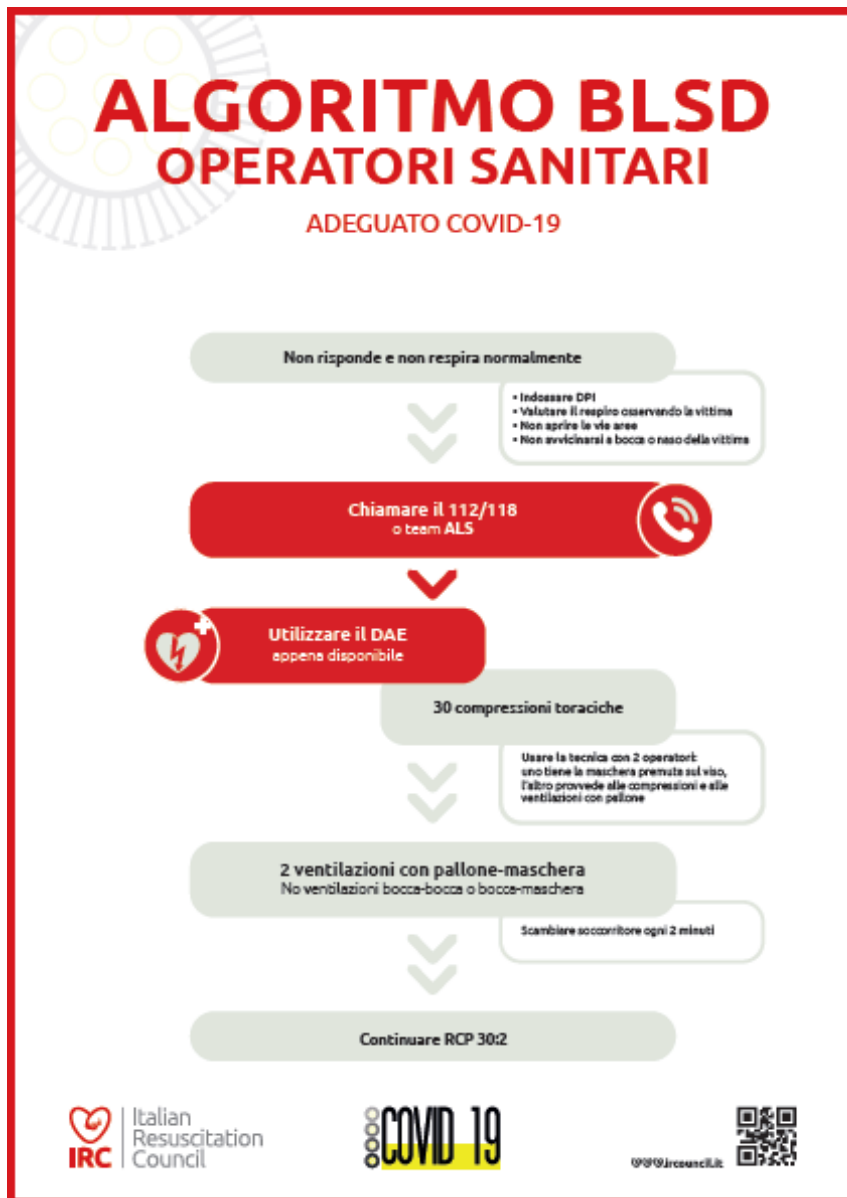 ALGORITMO BLSD
OPERATORI SANITARI
ADEGUATO COVID-19
Non risponde e non respira normalmente
• Indossare DPI
• Valutare il respiro osservando la vittima
• Non aprire le vie aree
• Non avvicinarsi a bocca o naso della vittima
Chiamare il 112/118
o team ALS
Utilizzare il DAE
appena disponibile
30 compressioni toraciche
Usare la tecnica con 2 operatori:
uno tiene la maschera premuta sul viso,
l'altro provvede alle compressioni e alle
ventilazioni con pallone
2 ventilazioni con pallone-maschera
No ventilazioni bocca-bocca o bocca-maschera
Scambiare soccorritore ogni 2 minuti
Continuare RCP 30:2
IRC
Italian
Resuscitation
Council
COVID 19
www.ircouncil.it